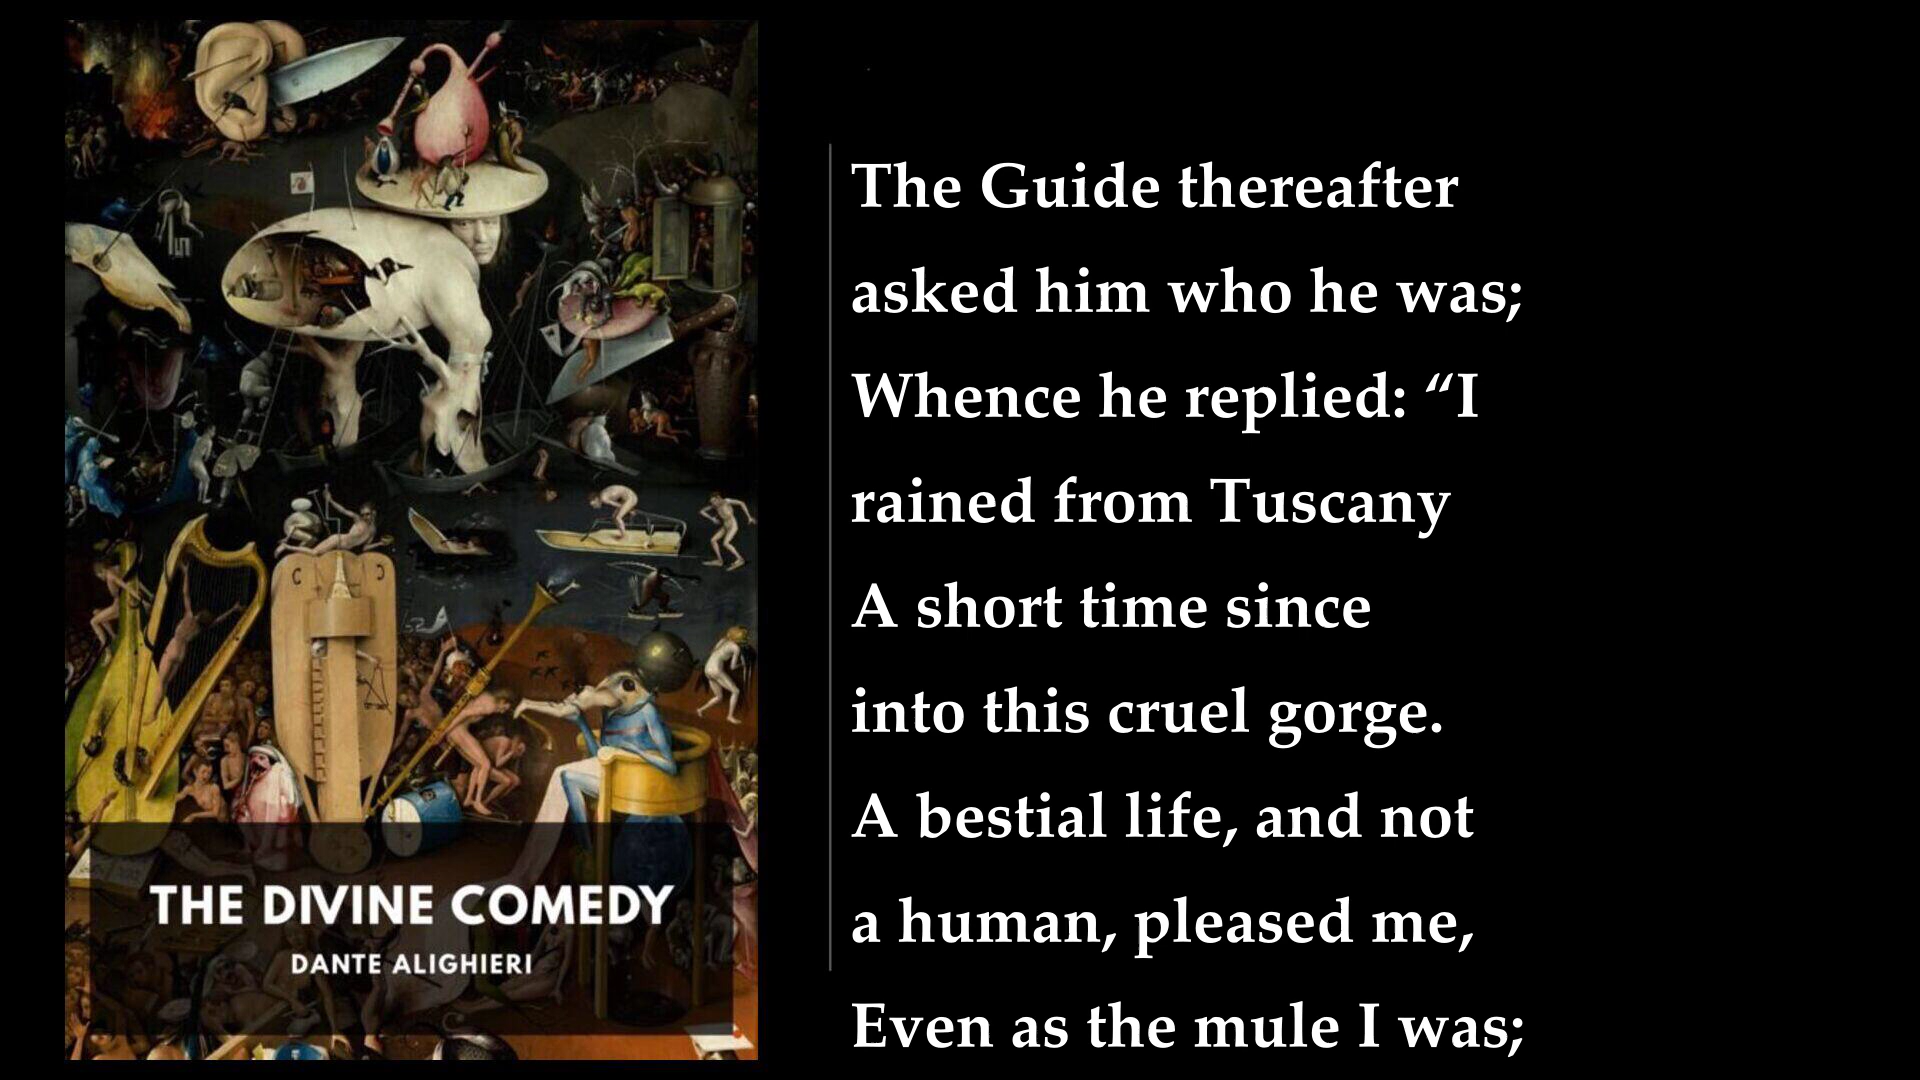 THE DIVINE COMEDY
DANTE ALIGHIERI
The Guide thereafter
asked him who he was;
Whence he replied: “I
rained from Tuscany
A short time since
into this cruel gorge.
A bestial life, and not
a human, pleased me,
Even as the mule I was;